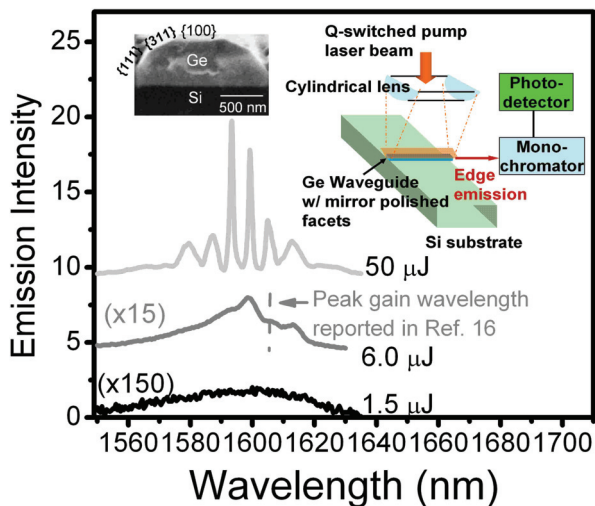 {111} {311} {100}
Ge
Si
500 nm
Q-switched pump
laser beam
Cylindrical lens
Photo-
detector
Mono-
chromator
Edge
emission
Ge Waveguide
w/ mirror polished
facets
Si substrate
50 μJ
(x15)
Peak gain wavelength
reported in Ref. 16
6.0 μJ
(x150)
1.5 μJ
Emission Intensity
25
20
15
10
5
0
1560 1580 1600 1620 1640 1660 1680 1700
Wavelength (nm)